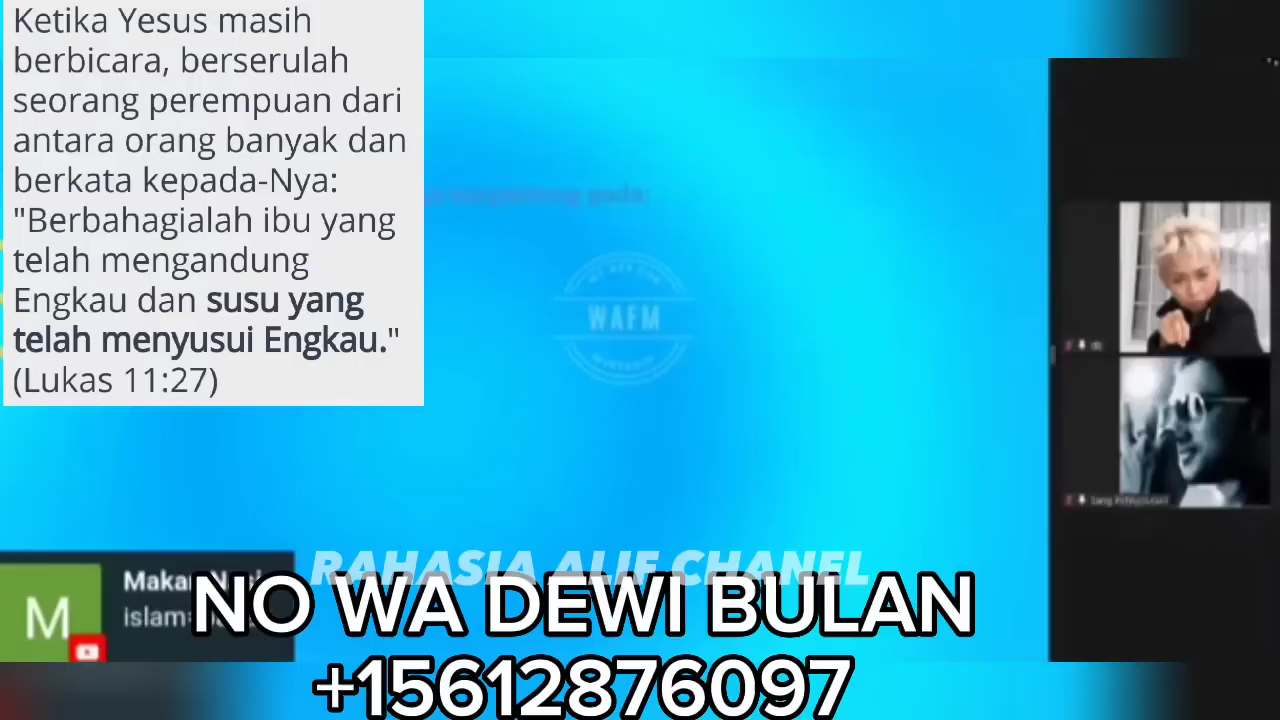 Ketika Yesus masih
berbicara, berserulah
seorang perempuan dari
antara orang banyak dan
berkata kepada-Nya:
"Berbahagialah ibu yang
telah mengandung
Engkau dan susu yang
telah menyusui Engkau."
(Lukas 11:27)
WAFM
RAHASIA ALIF CHANEL
M
islam
NO WA DEWI BULAN
+15612876097